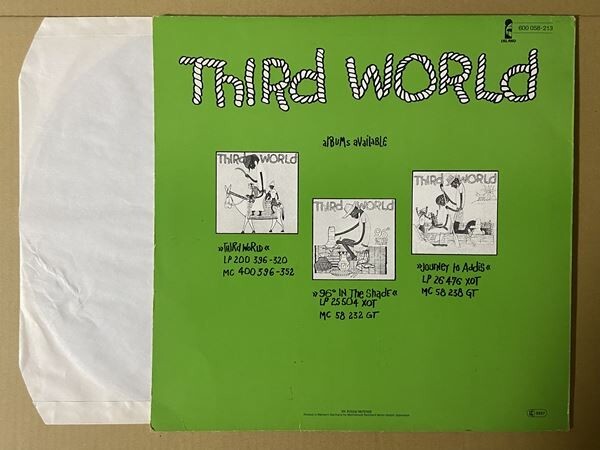 ISLAND
600 058-213
THIRD WORLD
albums available
THIRD WORLD
»THIRD WORLD«
LP 200 396-320
MC 400 396-352
THIRD WORLD
»96° IN THE SHADE«
LP 25504 XOT
MC 58 232 GT
THIRD WORLD
»Journey to Addis«
LP 26 476 XOT
MC 58 238 GT